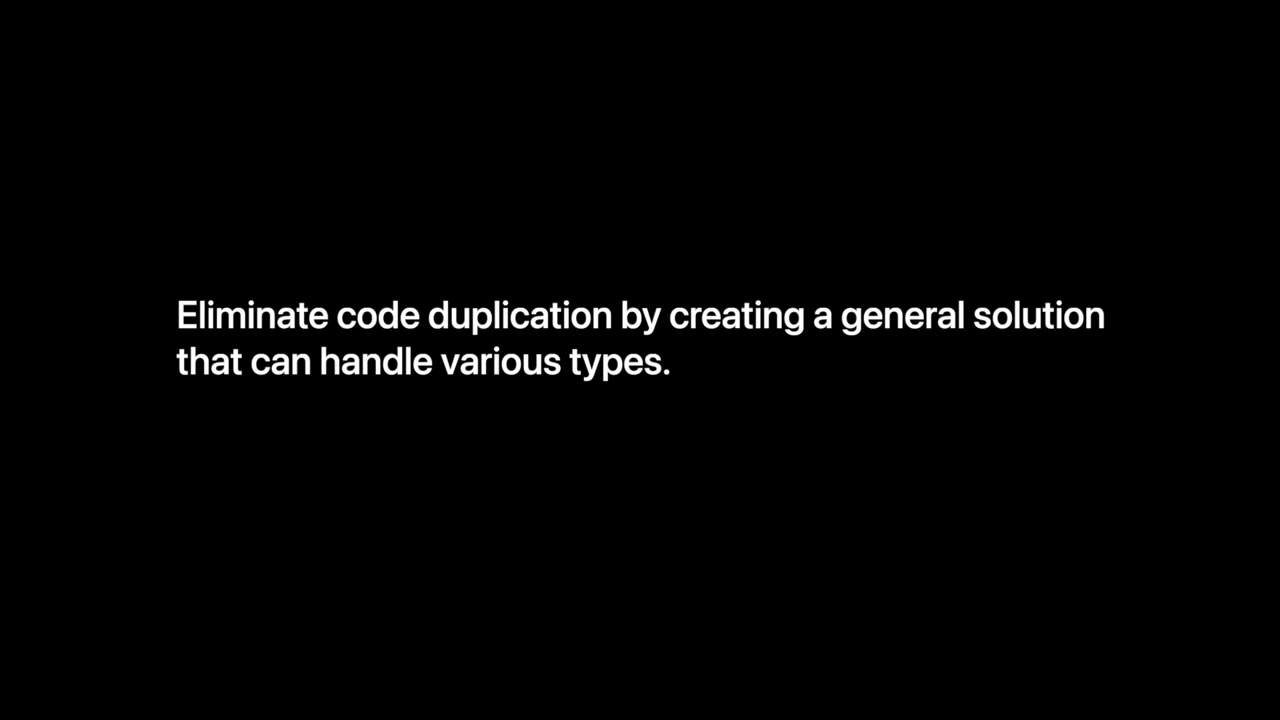 Eliminate code duplication by creating a general solution
that can handle various types.